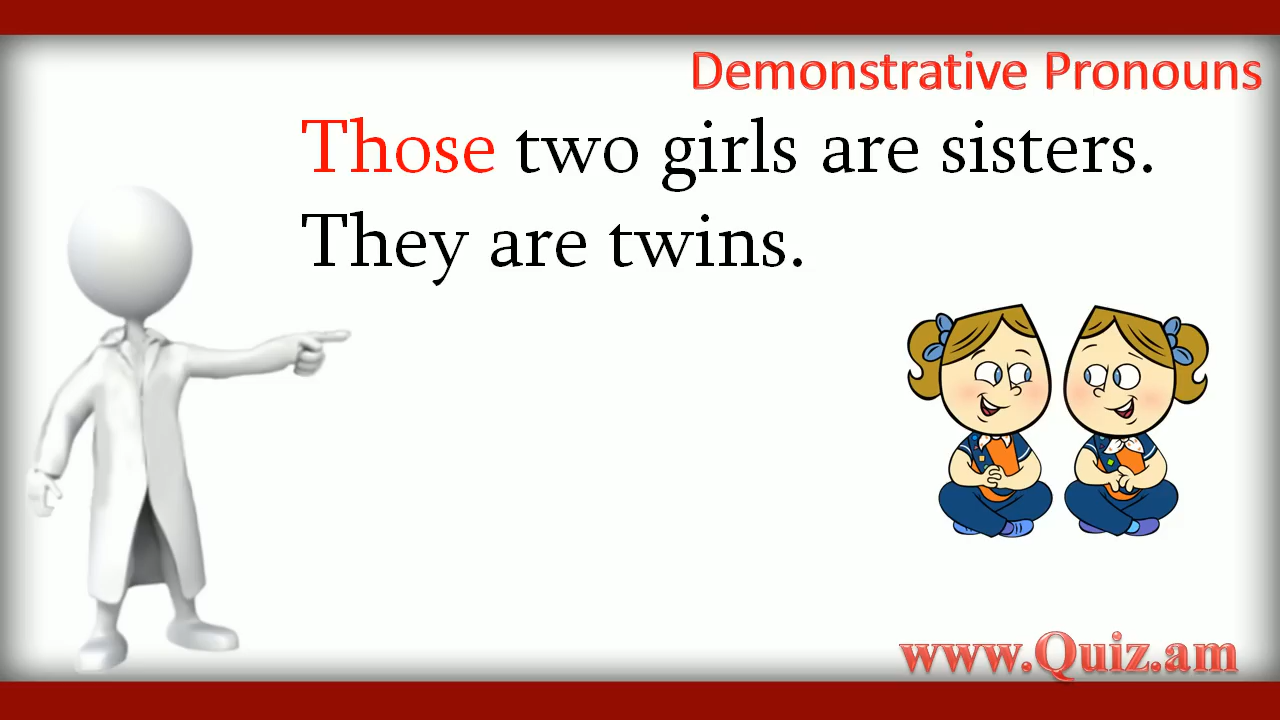 Demonstrative Pronouns
Those two girls are sisters.
They are twins.
www.Quiz.am